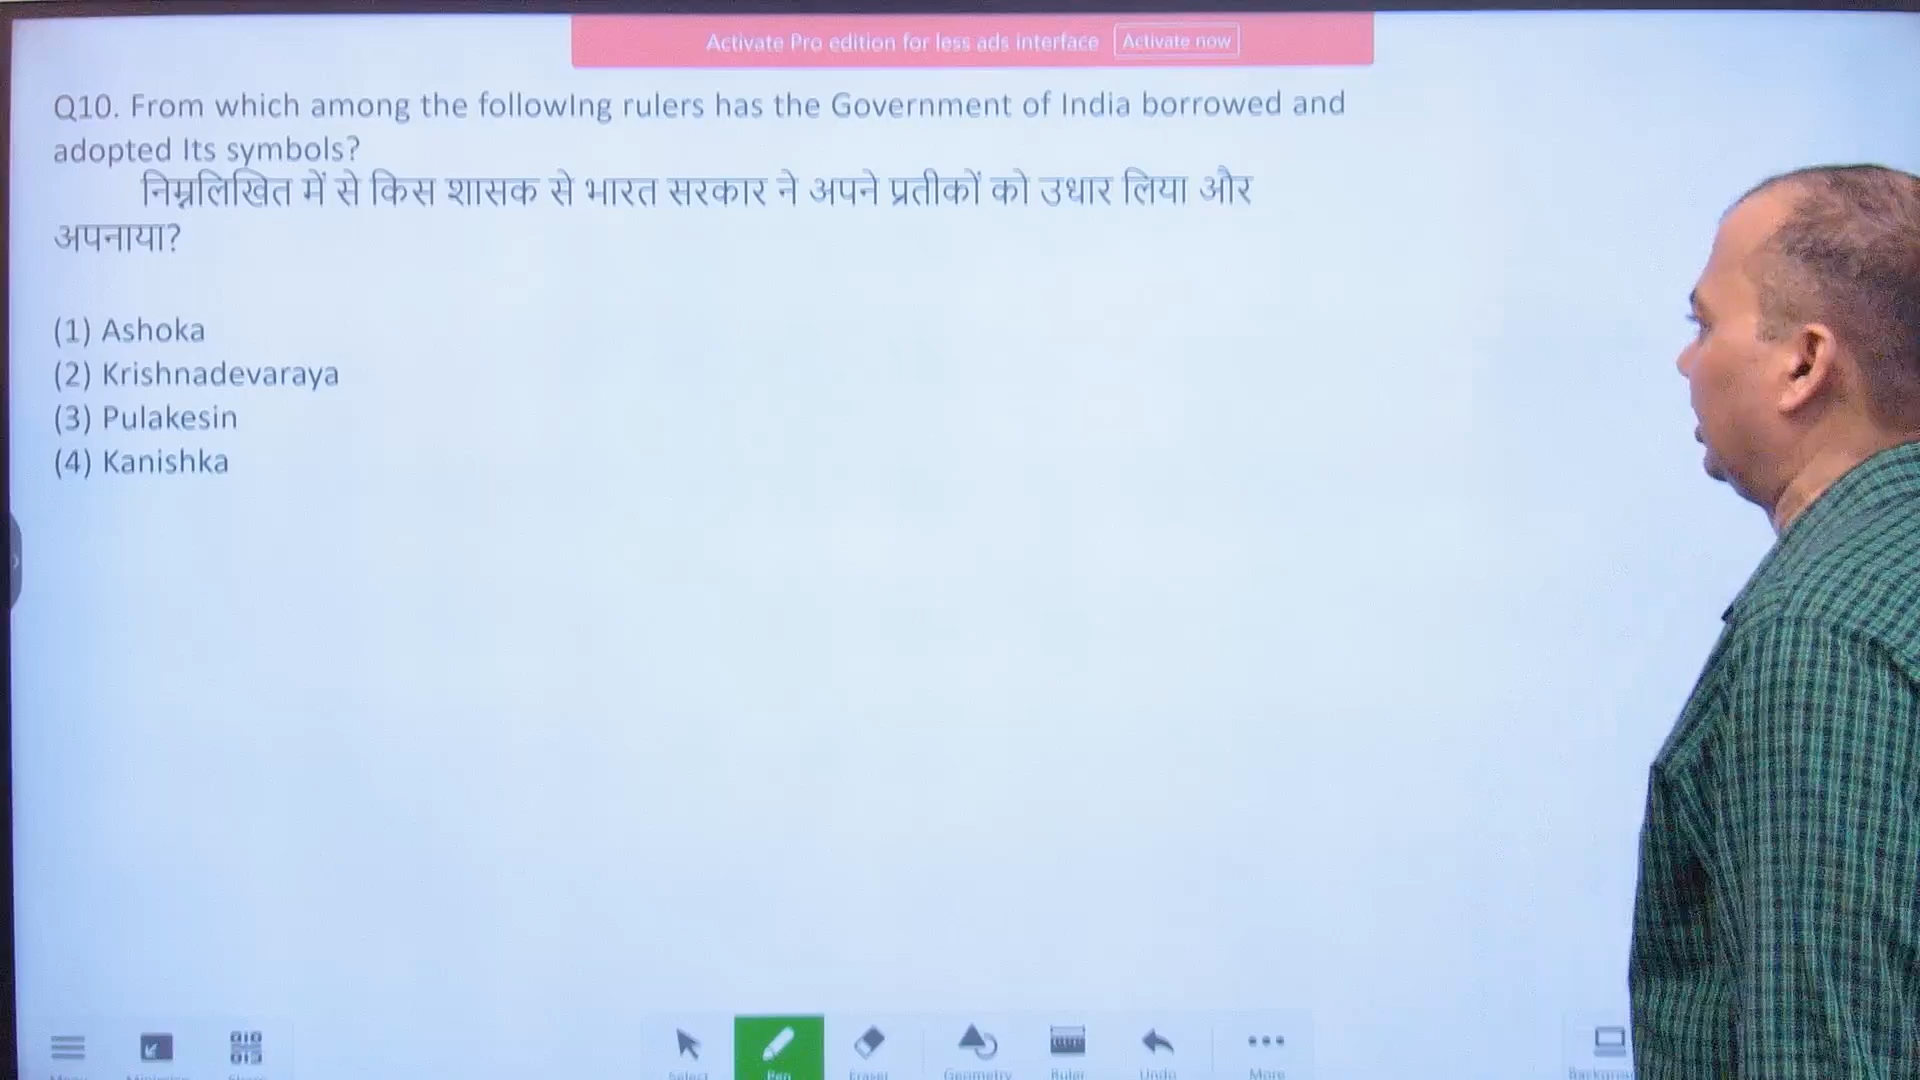 Activate Pro edition for less ads interface Activate now
Q10. From which among the followIng rulers has the Government of India borrowed and
adopted Its symbols?
निम्नलिखित में से किस शासक से भारत सरकार ने अपने प्रतीकों को उधार लिया और
अपनाया?
(1) Ashoka
(2) Krishnadevaraya
(3) Pulakesin
(4) Kanishka
Select Pen Eraser Geometry Ruler Undo More